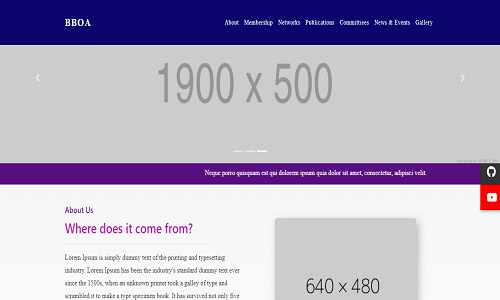 BBOA
About Membership Networks Publications Committiees News & Events Gallery
1900 x 500
Neque porro quisquam est qui dolorem ipsum quia dolor sit amet, consectetur, adipisci velit.
About Us
Where does it come from?
Lorem Ipsum is simply dummy text of the printing and typesetting
industry. Lorem Ipsum has been the industry's standard dummy text ever
since the 1500s, when an unknown printer took a galley of type and
scrambled it to make a type specimen book. It has survived not only five
640 x 480